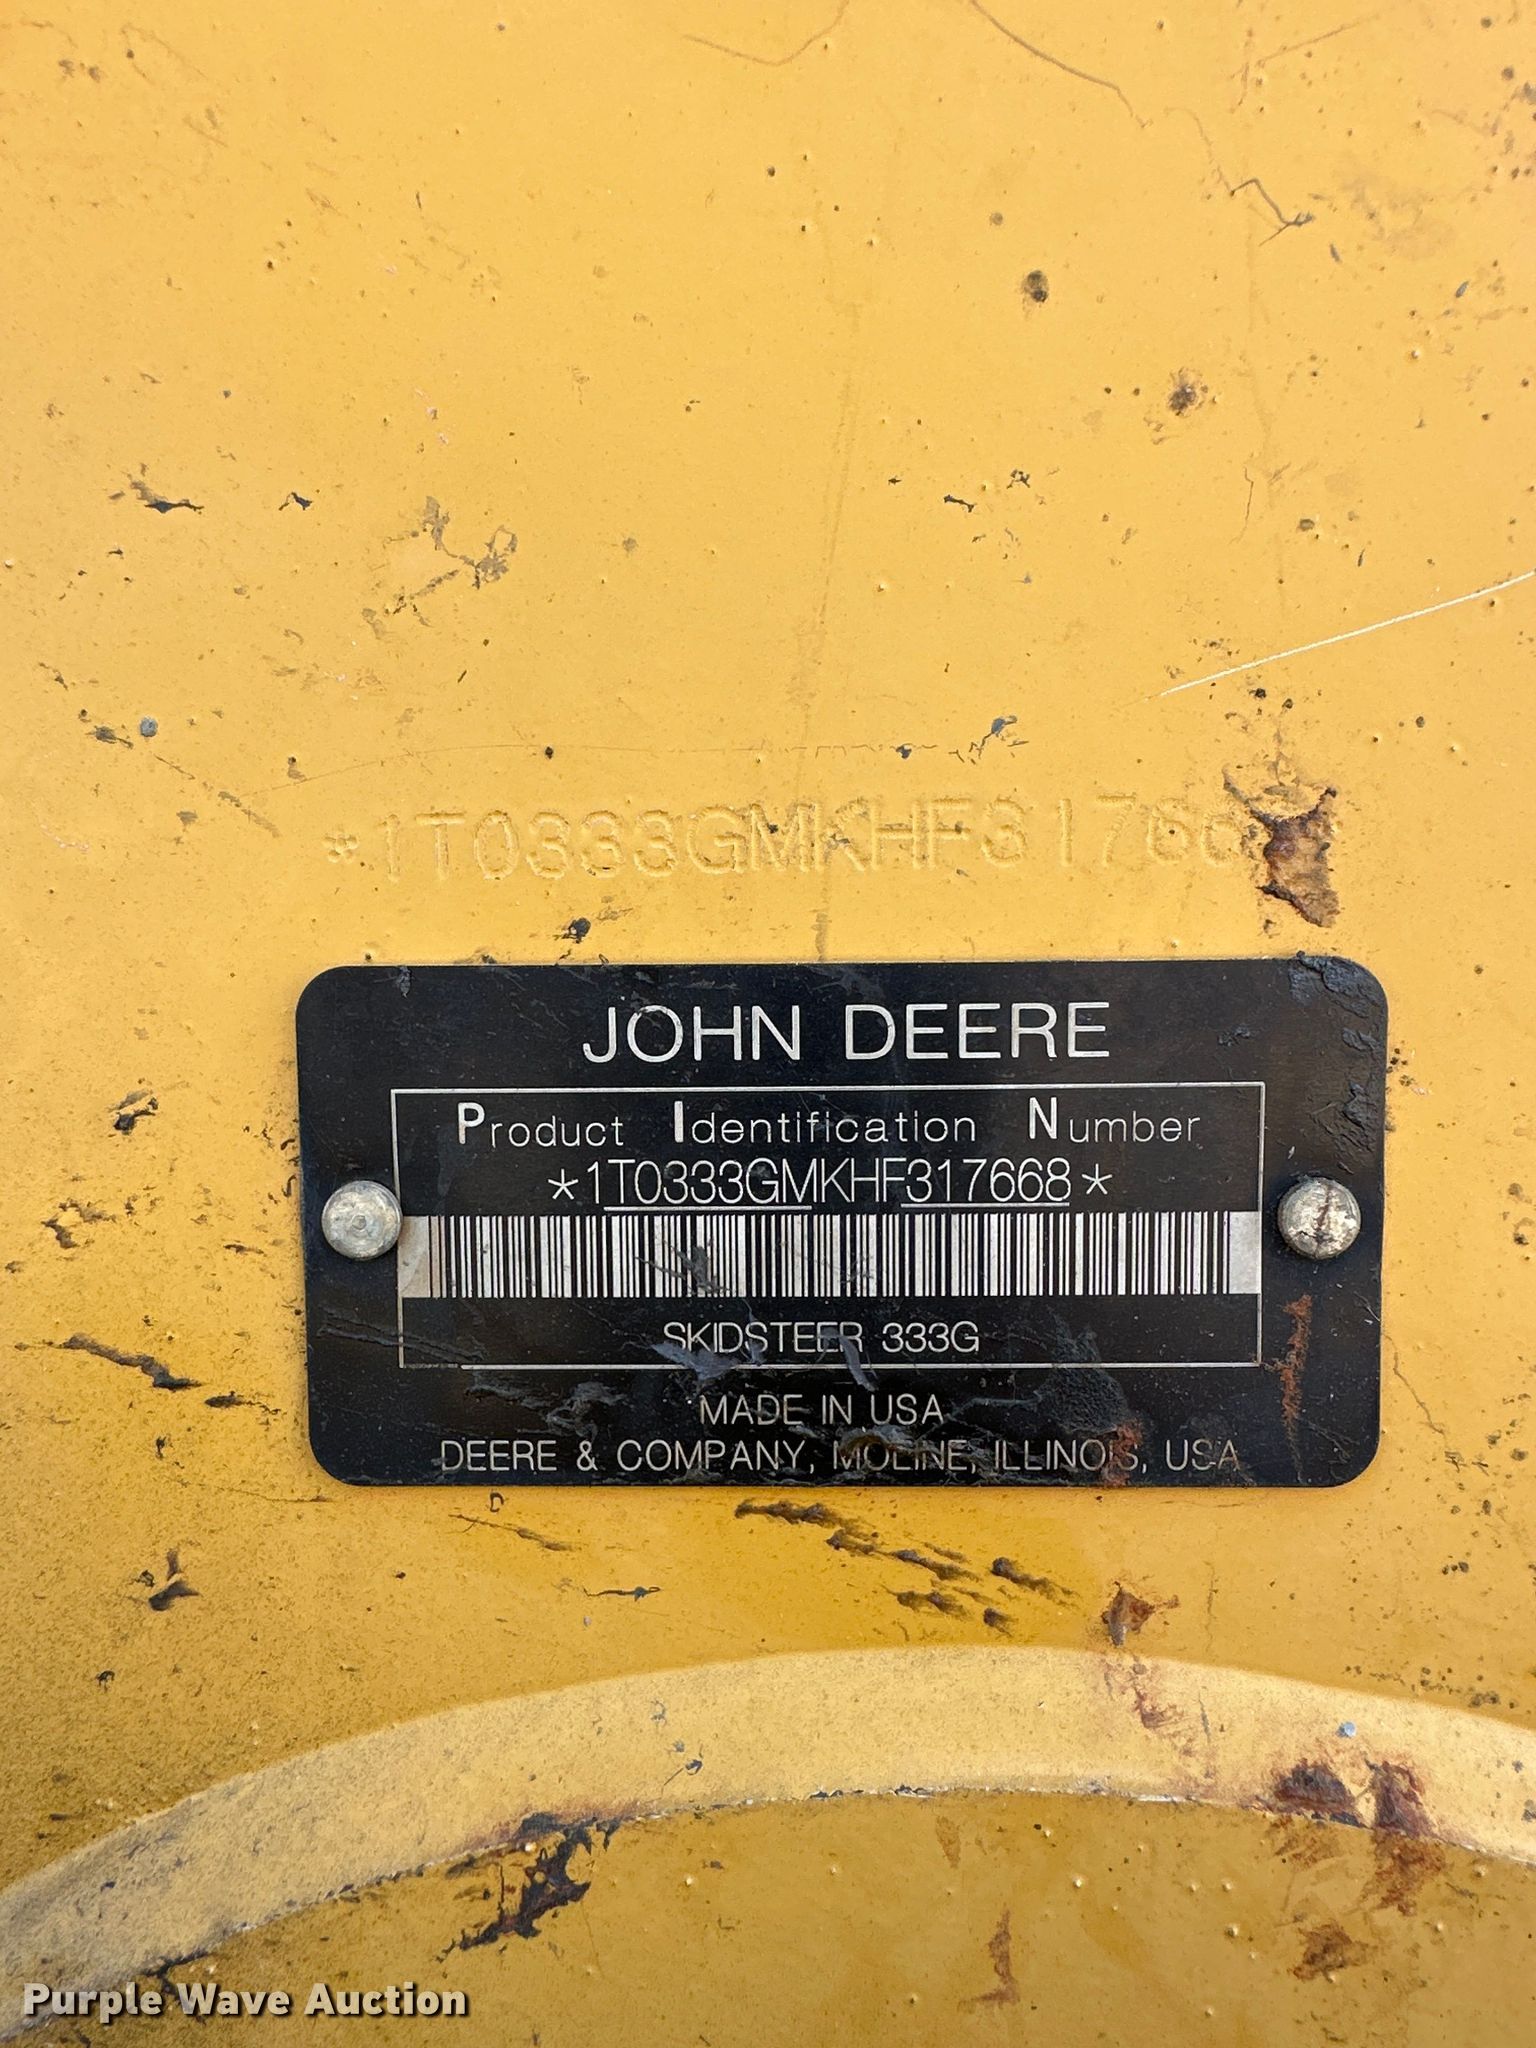 *1T0333GMKHF31766
JOHN DEERE
Product Identification Number
*1T0333GMKHF317668*
SKIDSTEER 333G
MADE IN USA
DEERE & COMPANY, MOLINE, ILLINOIS, USA
Purple Wave Auction